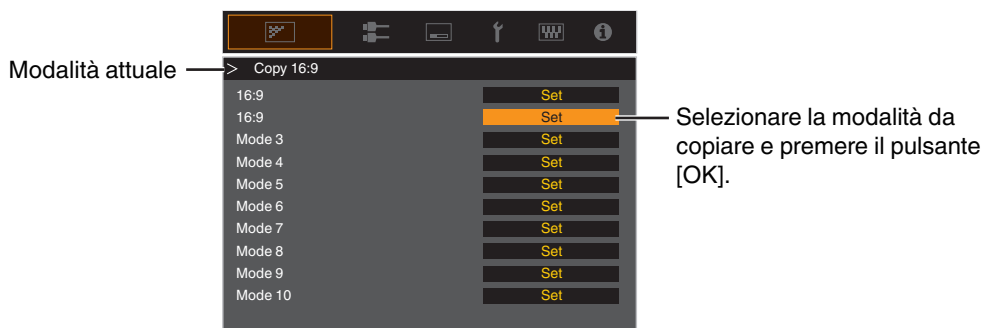 Modalità attuale
> Copy 16:9
16:9 Set
16:9 Set
Mode 3 Set
Mode 4 Set
Mode 5 Set
Mode 6 Set
Mode 7 Set
Mode 8 Set
Mode 9 Set
Mode 10 Set
Selezionare la modalità da
copiare e premere il pulsante
[OK].